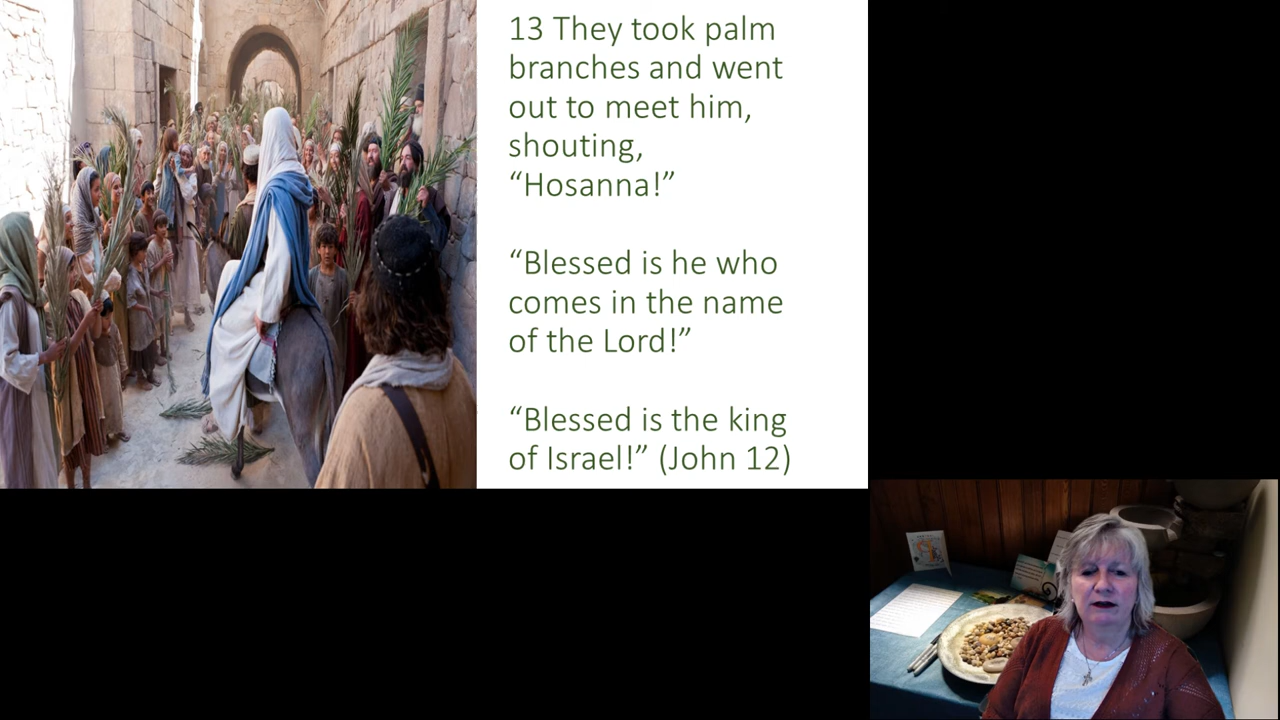 13 They took palm
branches and went
out to meet him,
shouting,
“Hosanna!”
“Blessed is he who
comes in the name
of the Lord!”
“Blessed is the king
of Israel!” (John 12)